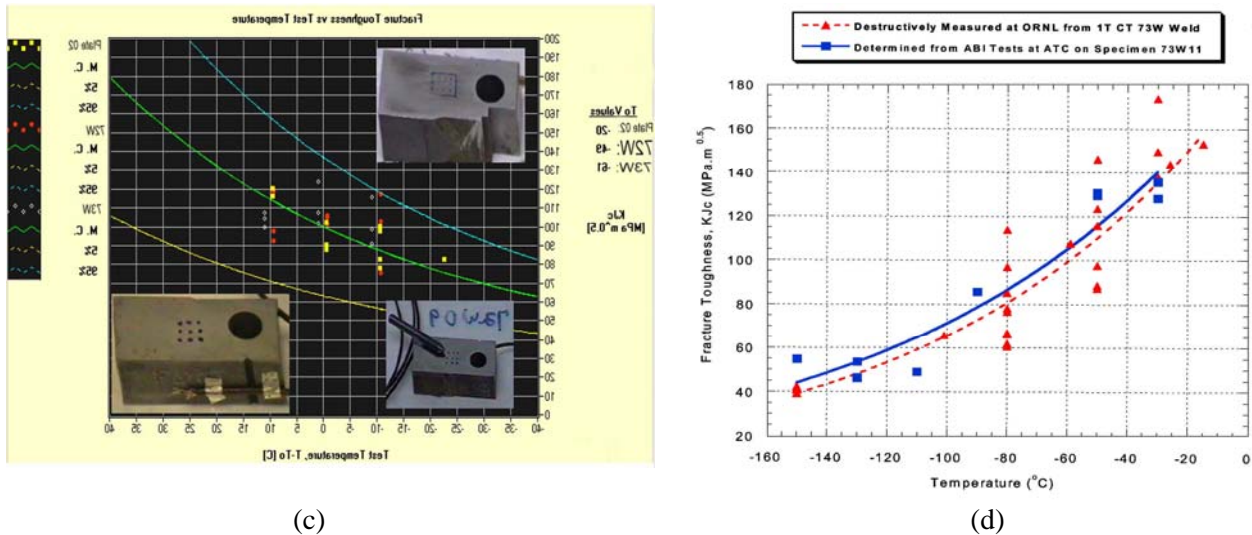 Fracture Toughness vs Test Temperature
Plate 02
M. C.
5%
95%
72W
M. C.
5%
95%
73W
M. C.
5%
95%
200
190
180
170
160
150
140
130
120
110
100
90
80
70
60
50
40
30
20
10
0
To Values
Plate 02: -20
72W: -49
73W: -61
KJc
[MPa m^0.5]
40 35 30 25 20 15 10 5 0 -5 -10 -15 -20 -25 -30 -35 -40
Test Temperature, T-To [C]
(c)
Destructively Measured at ORNL from 1T CT 73W Weld
Determined from ABI Tests at ATC on Specimen 73W11
Fracture Toughness, KJc (MPa.m^0.5)
180
160
140
120
100
80
60
40
20
-160 -140 -120 -100 -80 -60 -40 -20 0
Temperature (°C)
(d)